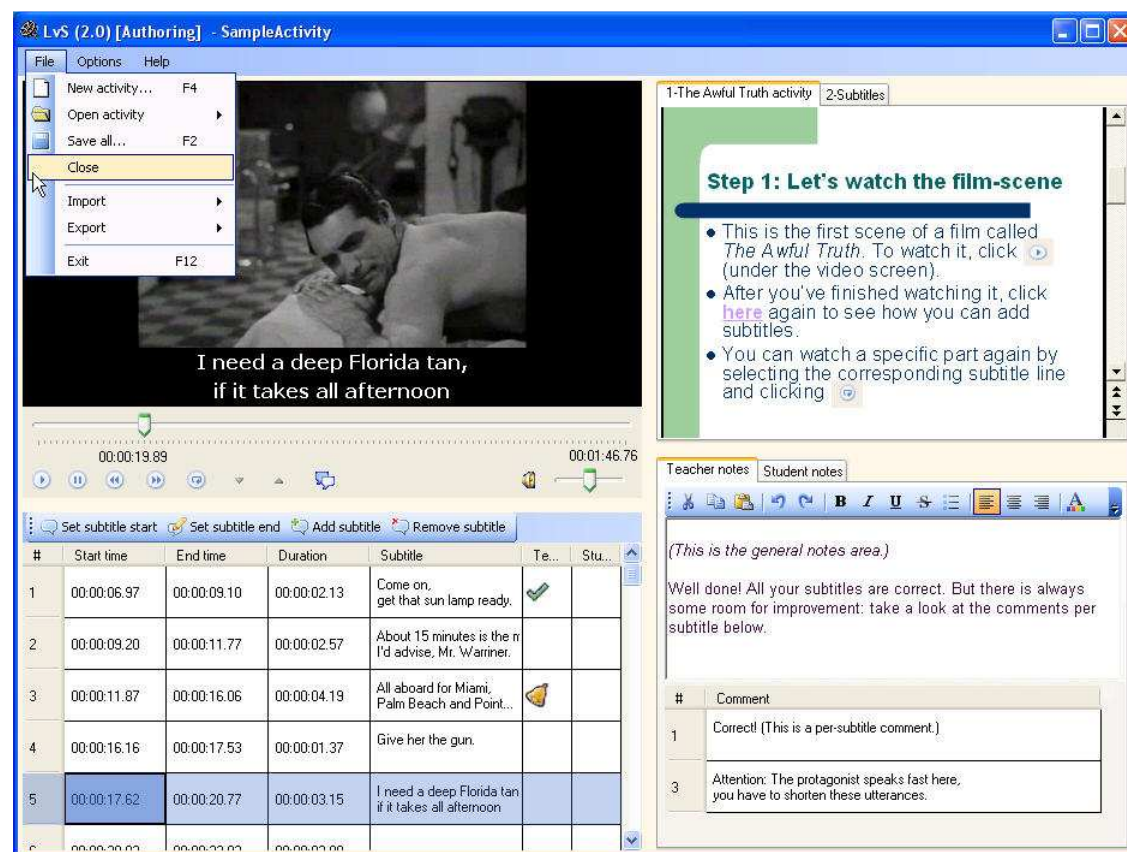 LvS (2.0) [Authoring] - SampleActivity
File Options Help
New activity... F4
Open activity
Save all... F2
Close
Import
Export
Exit F12
I need a deep Florida tan,
if it takes all afternoon
00:00:19.89 00:01:46.76
Set subtitle start Set subtitle end Add subtitle Remove subtitle
# Start time End time Duration Subtitle Te... Stu...
1 00:00:06.97 00:00:09.10 00:00:02.13 Come on,
get that sun lamp ready.
2 00:00:09.20 00:00:11.77 00:00:02.57 About 15 minutes is the m
I'd advise, Mr. Warriner.
3 00:00:11.87 00:00:16.06 00:00:04.19 All aboard for Miami,
Palm Beach and Point...
4 00:00:16.16 00:00:17.53 00:00:01.37 Give her the gun.
5 00:00:17.62 00:00:20.77 00:00:03.15 I need a deep Florida tan
if it takes all afternoon
1-The Awful Truth activity 2-Subtitles
Step 1: Let's watch the film-scene
• This is the first scene of a film called
The Awful Truth. To watch it, click
(under the video screen).
• After you've finished watching it, click
here again to see how you can add
subtitles.
• You can watch a specific part again by
selecting the corresponding subtitle line
and clicking
Teacher notes Student notes
B I U S A
(This is the general notes area.)
Well done! All your subtitles are correct. But there is always
some room for improvement: take a look at the comments per
subtitle below.
# Comment
1 Correct! (This is a per-subtitle comment.)
3 Attention: The protagonist speaks fast here,
you have to shorten these utterances.